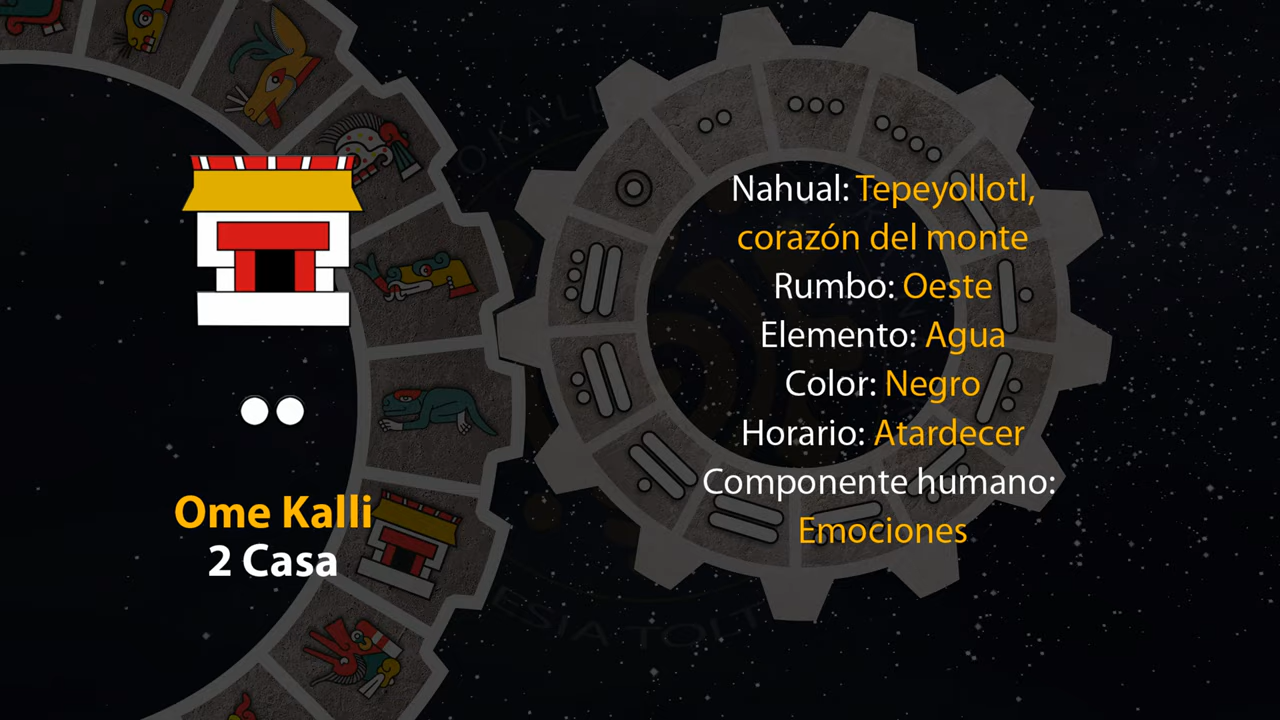 Ome Kalli
2 Casa
Nahual: Tepeyollotl,
corazón del monte
Rumbo: Oeste
Elemento: Agua
Color: Negro
Horario: Atardecer
Componente humano:
Emociones